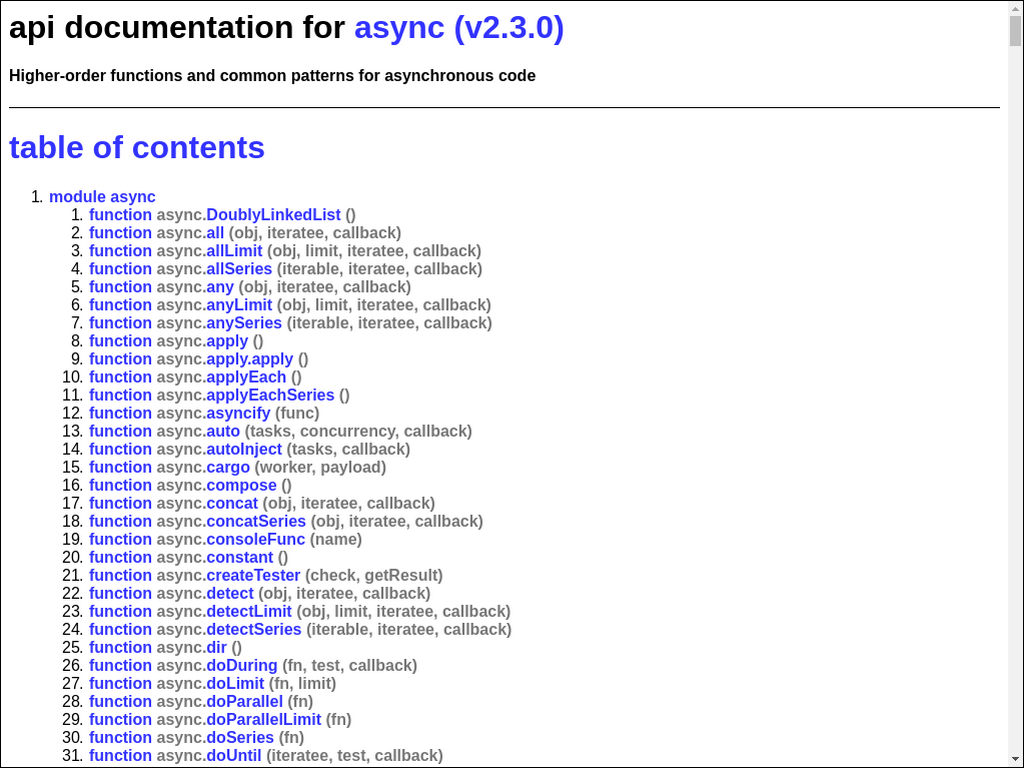 api documentation for async (v2.3.0)
Higher-order functions and common patterns for asynchronous code
table of contents
1. module async
1. function async.DoublyLinkedList ()
2. function async.all (obj, iteratee, callback)
3. function async.allLimit (obj, limit, iteratee, callback)
4. function async.allSeries (iterable, iteratee, callback)
5. function async.any (obj, iteratee, callback)
6. function async.anyLimit (obj, limit, iteratee, callback)
7. function async.anySeries (iterable, iteratee, callback)
8. function async.apply ()
9. function async.apply.apply ()
10. function async.applyEach ()
11. function async.applyEachSeries ()
12. function async.asyncify (func)
13. function async.auto (tasks, concurrency, callback)
14. function async.autoInject (tasks, callback)
15. function async.cargo (worker, payload)
16. function async.compose ()
17. function async.concat (obj, iteratee, callback)
18. function async.concatSeries (obj, iteratee, callback)
19. function async.consoleFunc (name)
20. function async.constant ()
21. function async.createTester (check, getResult)
22. function async.detect (obj, iteratee, callback)
23. function async.detectLimit (obj, limit, iteratee, callback)
24. function async.detectSeries (iterable, iteratee, callback)
25. function async.dir ()
26. function async.doDuring (fn, test, callback)
27. function async.doLimit (fn, limit)
28. function async.doParallel (fn)
29. function async.doParallelLimit (fn)
30. function async.doSeries (fn)
31. function async.doUntil (iteratee, test, callback)